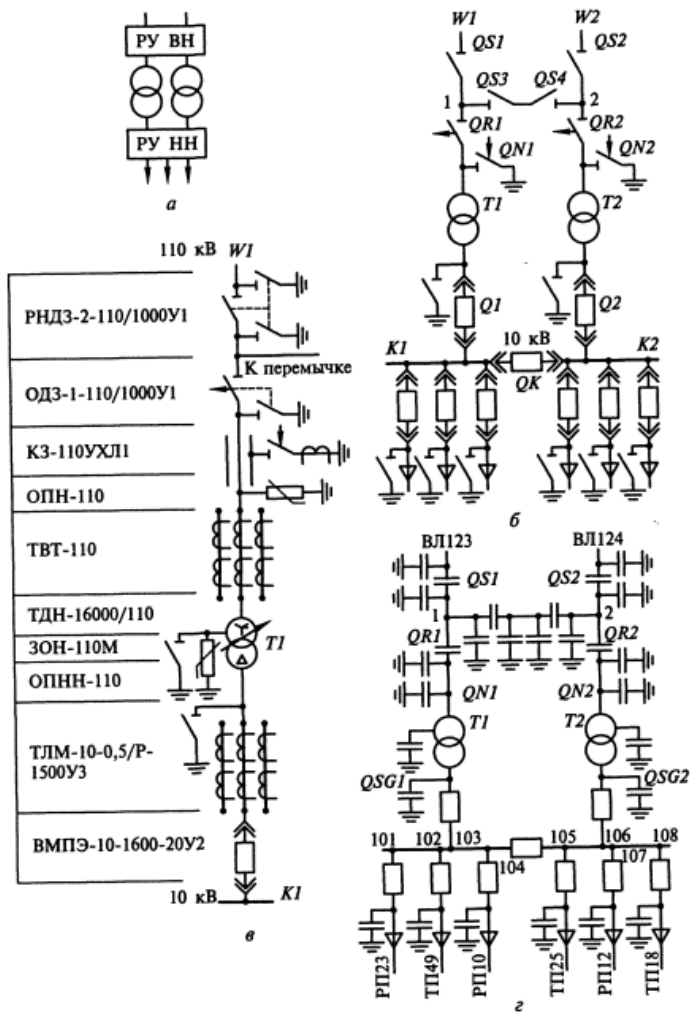 РУ ВН
РУ НН
а
W1
W2
QS1
QS2
QS3
QS4
1
2
QR1
QR2
QN1
QN2
T1
T2
Q1
Q2
10 кВ
K1
K2
QK
б
110 кВ W1
РНДЗ-2-110/1000У1
К перемычке
ОДЗ-1-110/1000У1
КЗ-110УХЛ1
ОПН-110
ТВТ-110
ТДН-16000/110
T1
ЗОН-110М
ОПНН-110
ТЛМ-10-0,5/Р-
1500У3
ВМПЭ-10-1600-20У2
10 кВ
K1
в
ВЛ123
ВЛ124
QS1
QS2
1
2
QR1
QR2
QN1
QN2
T1
T2
QSG1
QSG2
101
102
103
104
105
106
107
108
РП23
ТП49
РП10
ТП25
РП12
ТП18
г